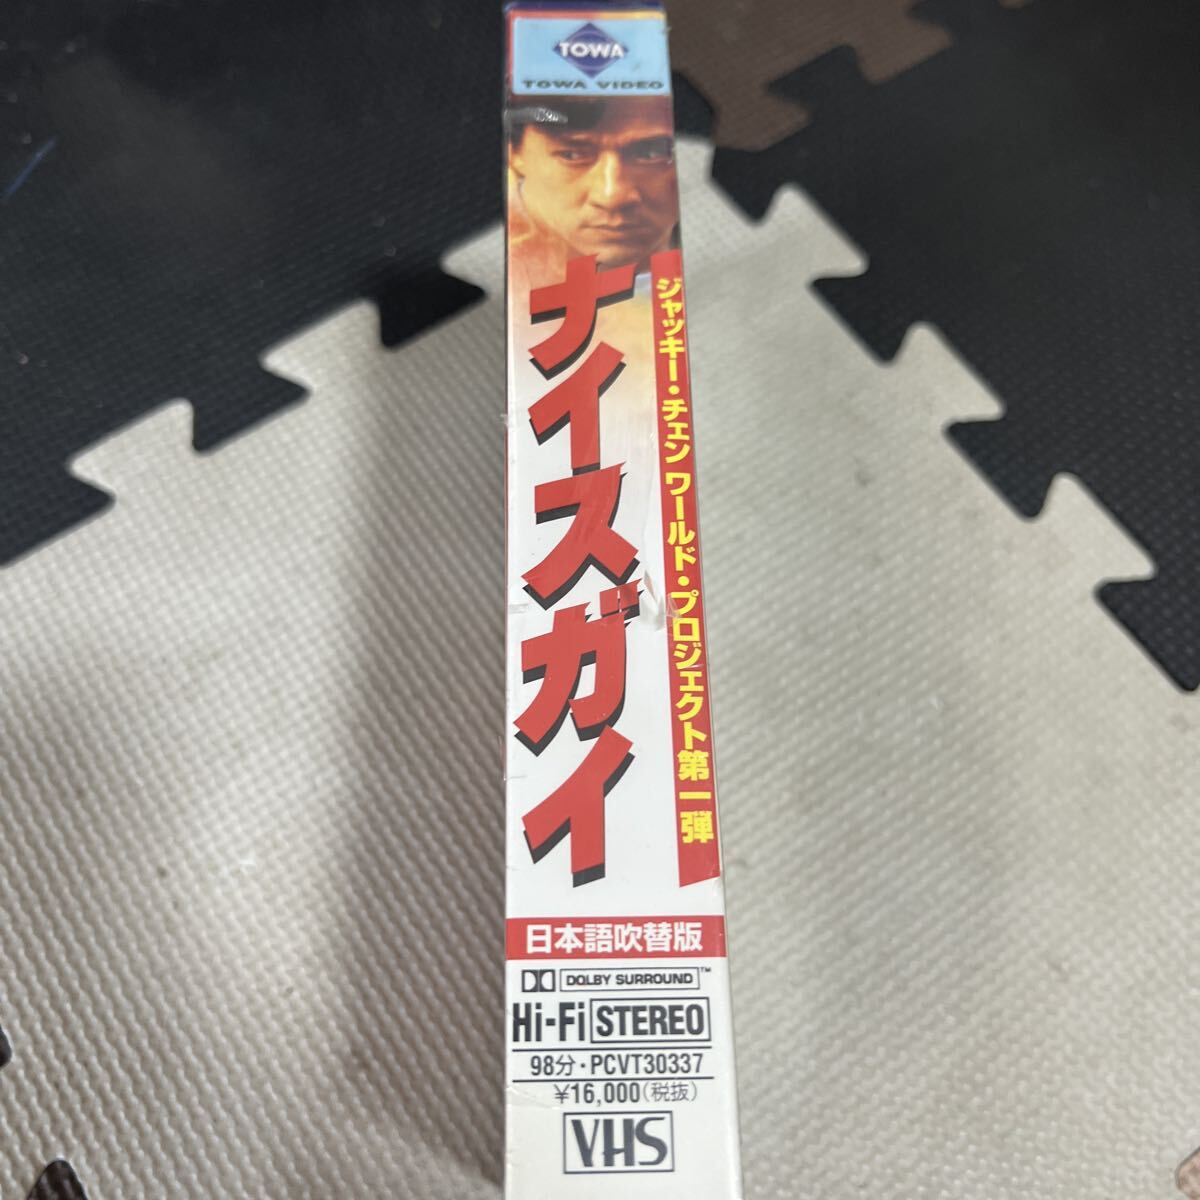 TOWA
TOWA VIDEO
ナイスガイ
ジャッキー・チェン ワールド・プロジェクト第一弾
日本語吹替版
DOLBY SURROUND™
Hi-Fi STEREO
98分・PCVT30337
¥16,000(税抜)
VHS